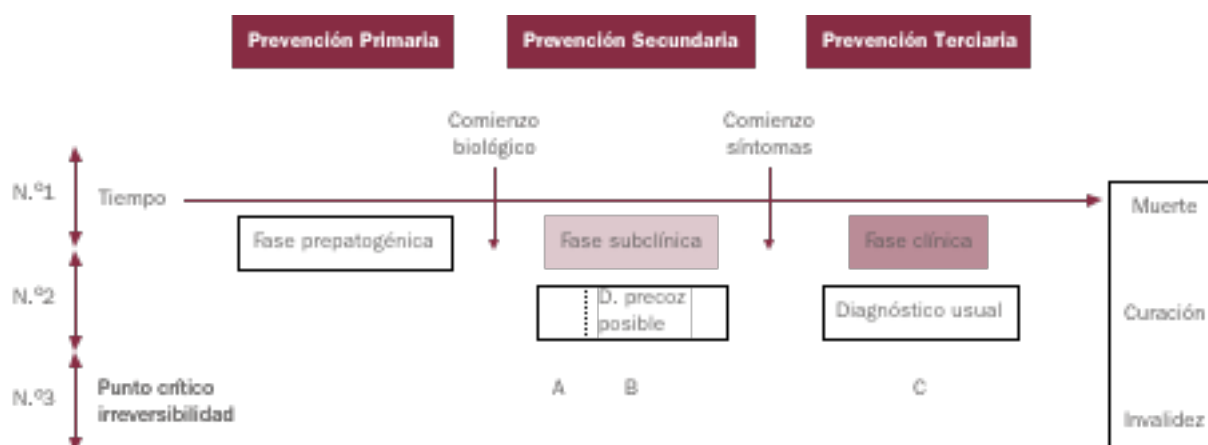 Prevención Primaria
Prevención Secundaria
Prevención Terciaria
Comienzo
biológico
Comienzo
síntomas
N.º1
Tiempo
Muerte
Fase prepatogénica
Fase subclínica
Fase clínica
N.º2
D. precoz
posible
Diagnóstico usual
Curación
N.º3
Punto crítico
irreversibilidad
A
B
C
Invalidez